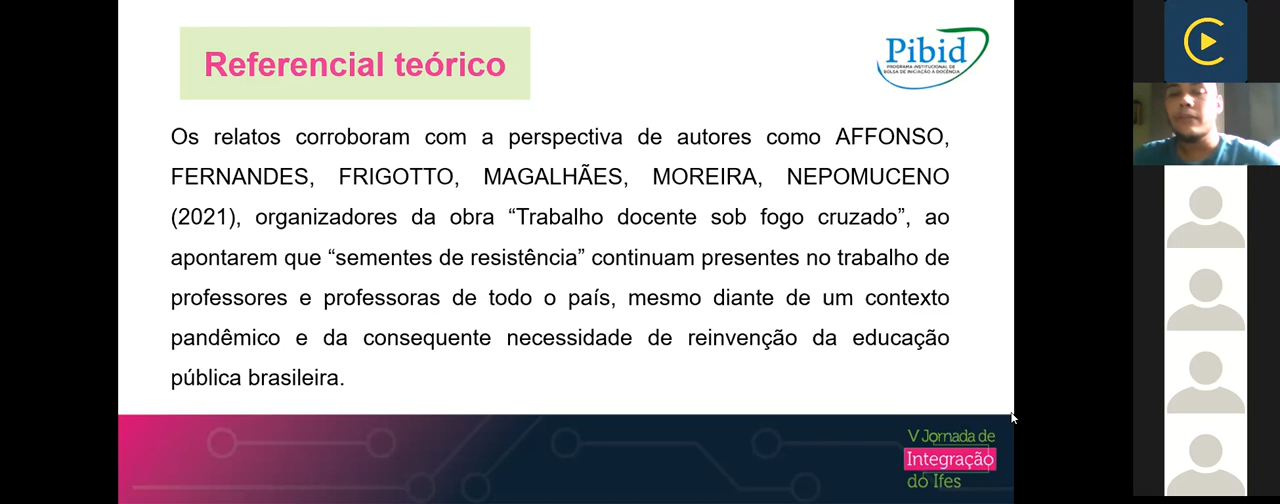 Referencial teórico
Pibid
PROGRAMA INSTITUCIONAL DE
BOLSA DE INICIAÇÃO À DOCÊNCIA
Os relatos corroboram com a perspectiva de autores como AFFONSO,
FERNANDES, FRIGOTTO, MAGALHÃES, MOREIRA, NEPOMUCENO
(2021), organizadores da obra “Trabalho docente sob fogo cruzado”, ao
apontarem que “sementes de resistência” continuam presentes no trabalho de
professores e professoras de todo o país, mesmo diante de um contexto
pandêmico e da consequente necessidade de reinvenção da educação
pública brasileira.
V Jornada de
Integração
do Ifes